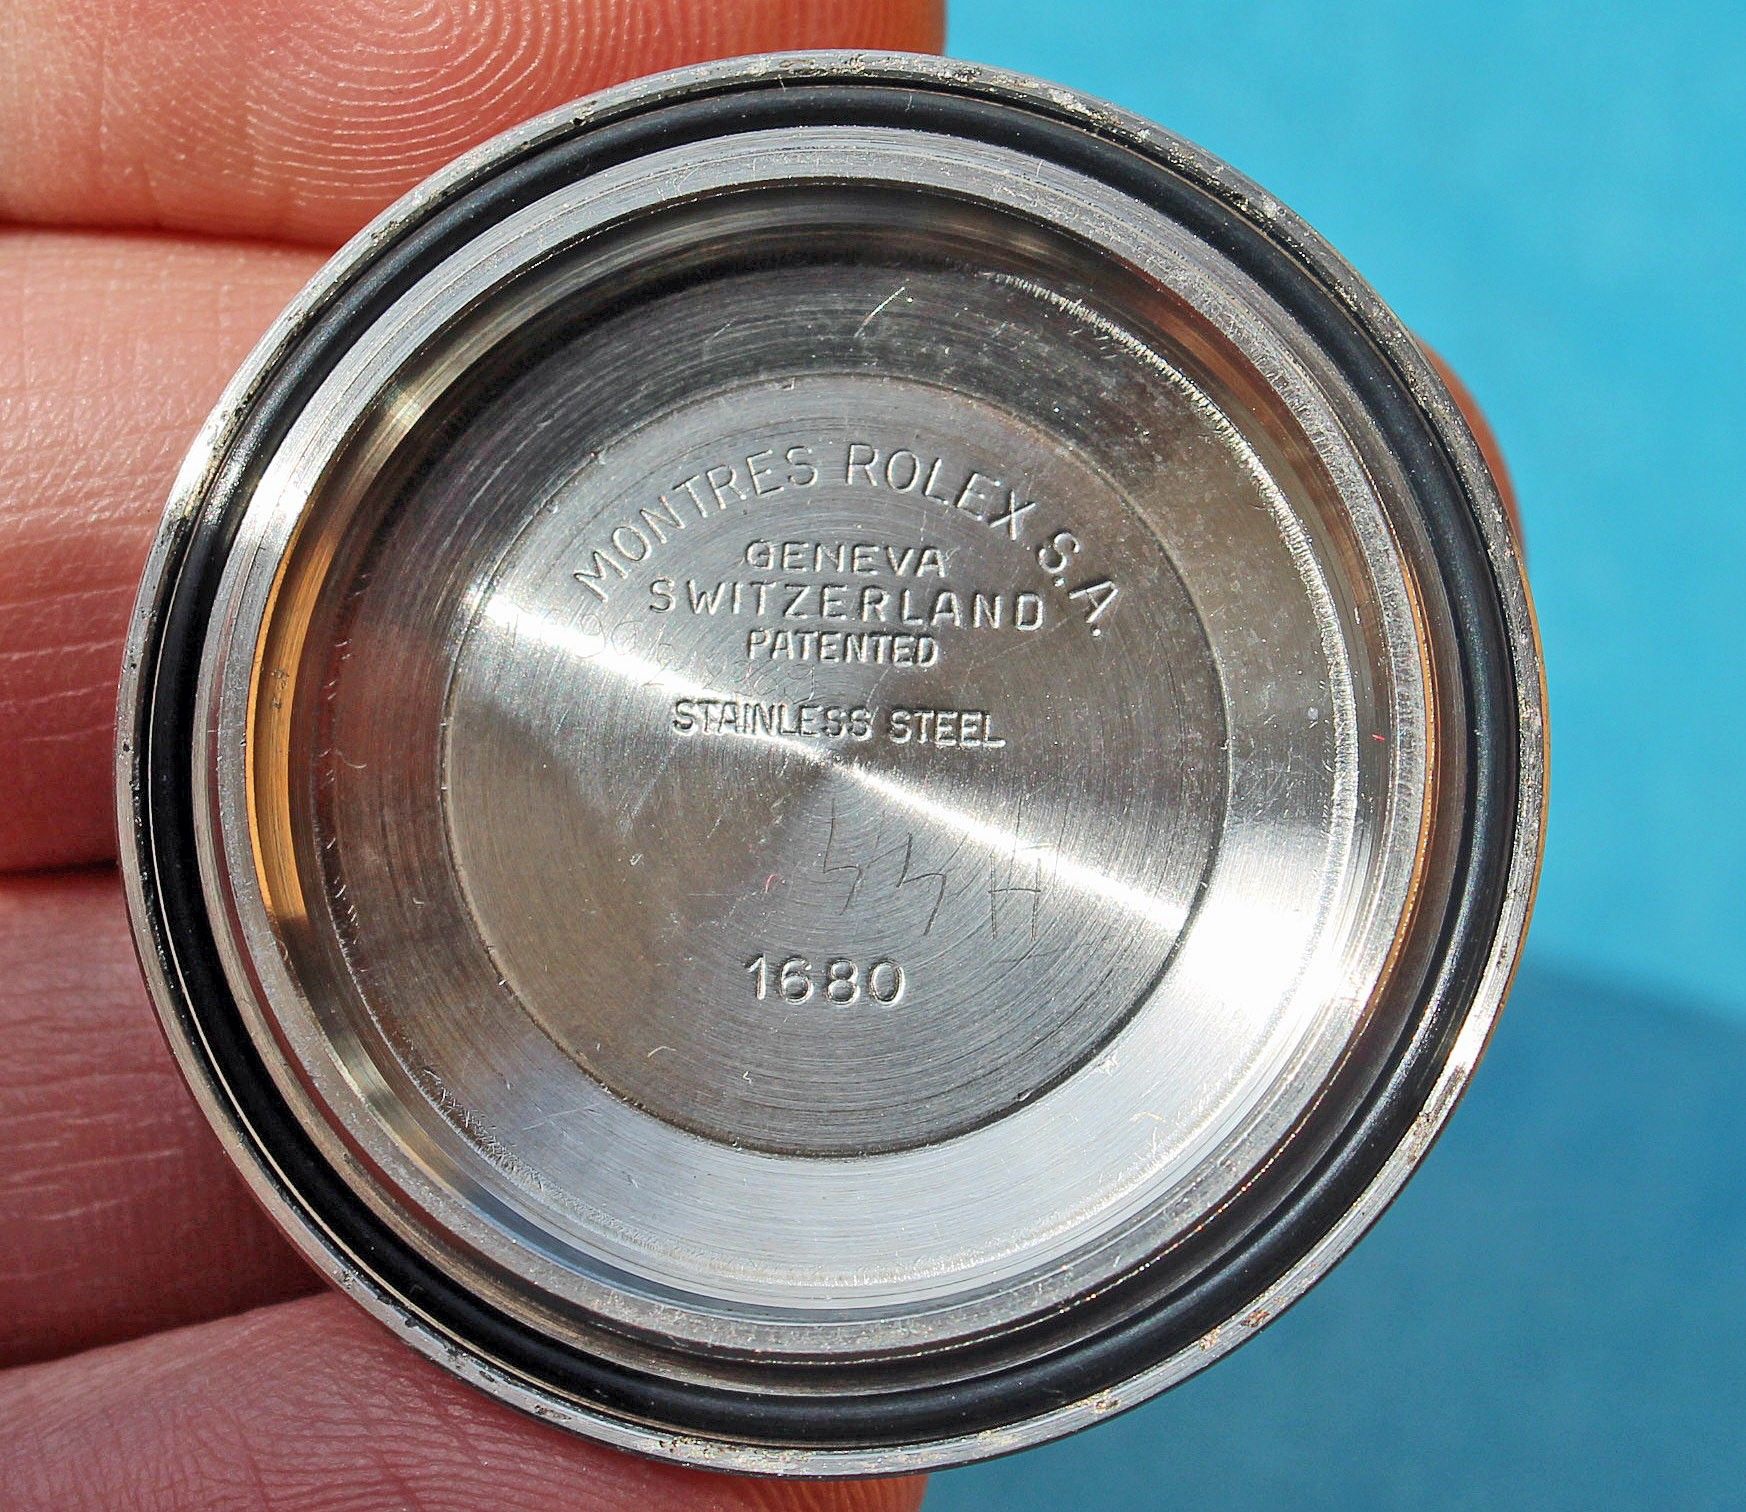 MONTRES ROLEX S.A.
GENEVA
SWITZERLAND
PATENTED
STAINLESS STEEL
1680